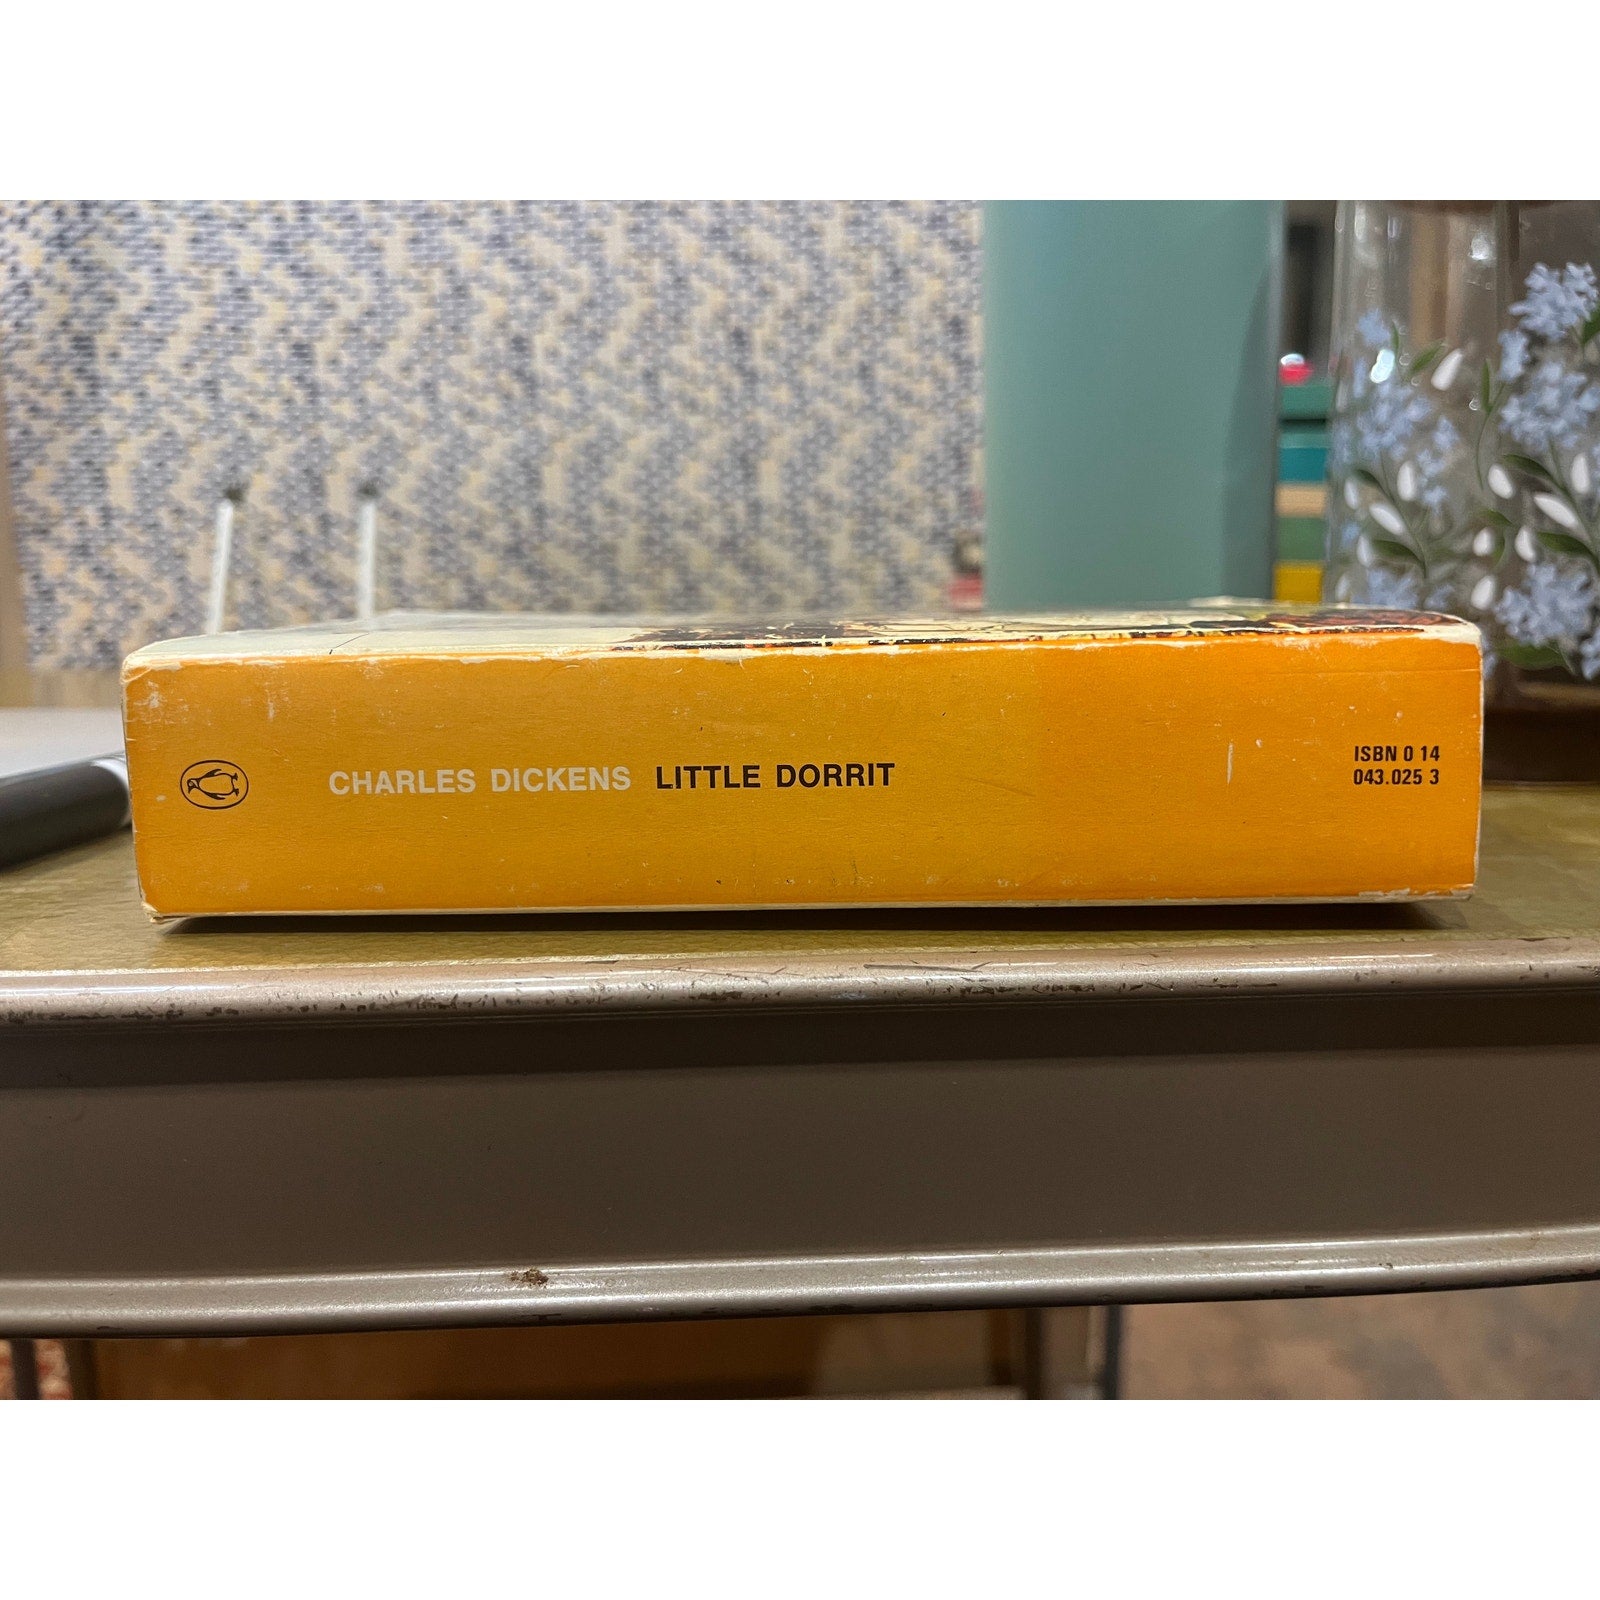 CHARLES DICKENS LITTLE DORRIT
ISBN 0 14
043.025 3